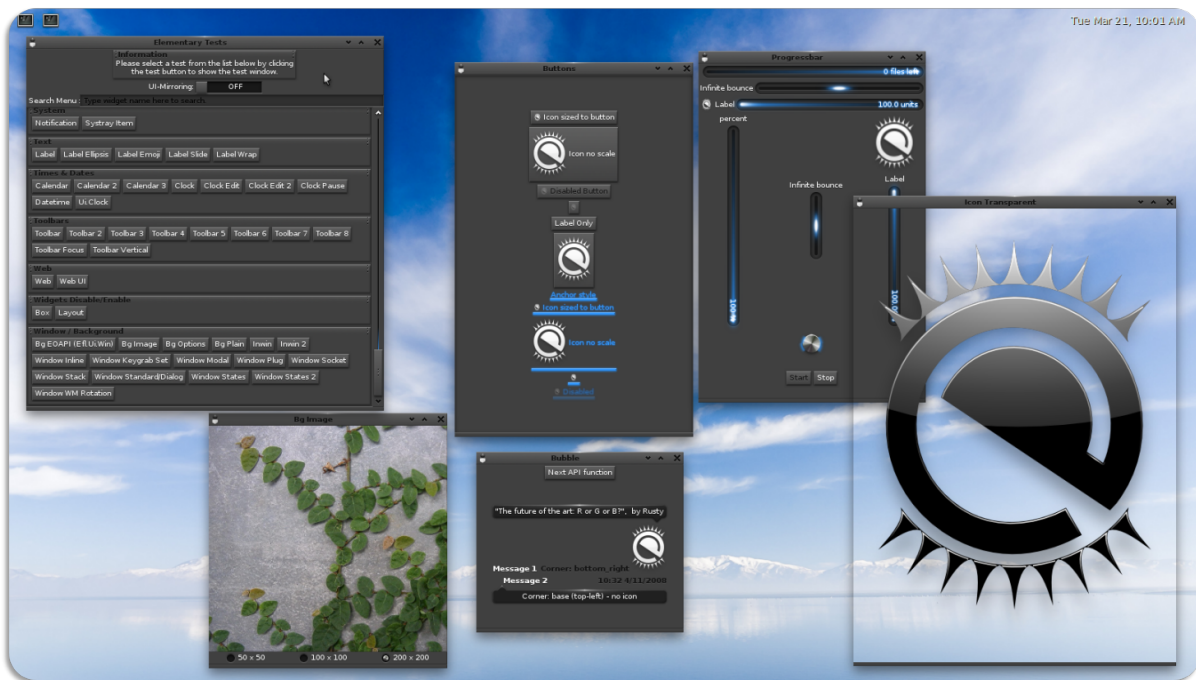 Tue Mar 21, 10:01 AM
Elementary Tests
Information
Please select a test from the list below by clicking
the test button to show the test window.
UI-Mirroring: OFF
Search Menu : Type widget name here to search
System
Notification Systray Item
Text
Label Label Ellipsis Label Emoji Label Slide Label Wrap
Times & Dates
Calendar Calendar 2 Calendar 3 Clock Clock Edit Clock Edit 2 Clock Pause
Datetime Ui.Clock
Toolbars
Toolbar Toolbar 2 Toolbar 3 Toolbar 4 Toolbar 5 Toolbar 6 Toolbar 7 Toolbar 8
Toolbar Focus Toolbar Vertical
Web
Web Web UI
Widgets Disable/Enable
Box Layout
Window / Background
Bg EOAPI (Efl.Ui.Win) Bg Image Bg Options Bg Plain Inwin Inwin 2
Window Inline Window Keygrab Set Window Modal Window Plug Window Socket
Window Stack Window Standard/Dialog Window States Window States 2
Window WM Rotation
Buttons
Icon sized to button
Icon no scale
Disabled Button
Label Only
Anchor style
Icon sized to button
Icon no scale
Disabled
Progressbar
0 files left
Infinite bounce
Label 100.0 units
percent
Label
Infinite bounce
100 %
Start Stop
Icon Transparent
Bg Image
50 x 50 100 x 100 200 x 200
Bubble
Next API function
"The future of the art: R or G or B?", by Rusty
Message 1 Corner: bottom_right
Message 2 10:32 4/11/2008
Corner: base (top-left) - no icon